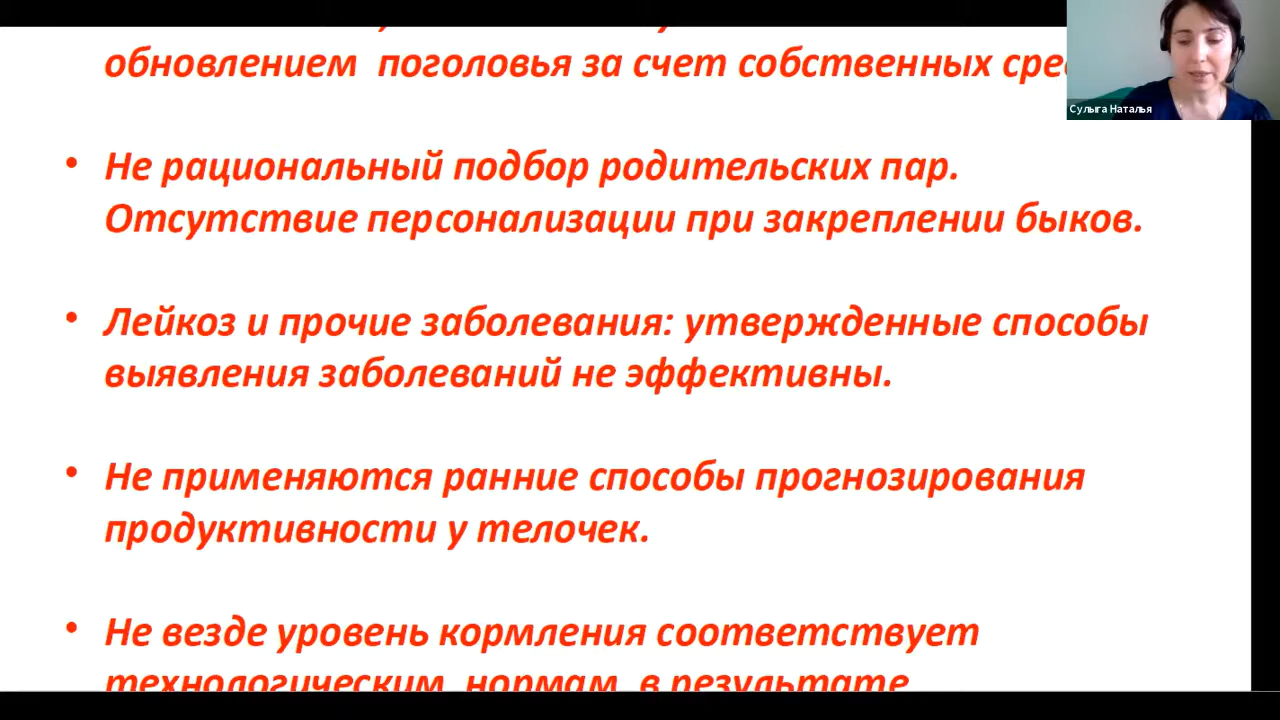 обновлением поголовья за счет собственных
Сулыга Наталья
• Не рациональный подбор родительских пар.
Отсутствие персонализации при закреплении быков.
• Лейкоз и прочие заболевания: утвержденные способы
выявления заболеваний не эффективны.
• Не применяются ранние способы прогнозирования
продуктивности у телочек.
• Не везде уровень кормления соответствует
технологическим нормам в результате